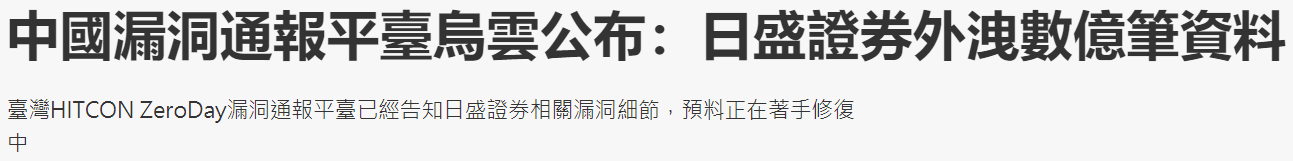 中國漏洞通報平臺烏雲公布：日盛證券外洩數億筆資料
臺灣HITCON ZeroDay漏洞通報平臺已經告知日盛證券相關漏洞細節，預料正在著手修復
中